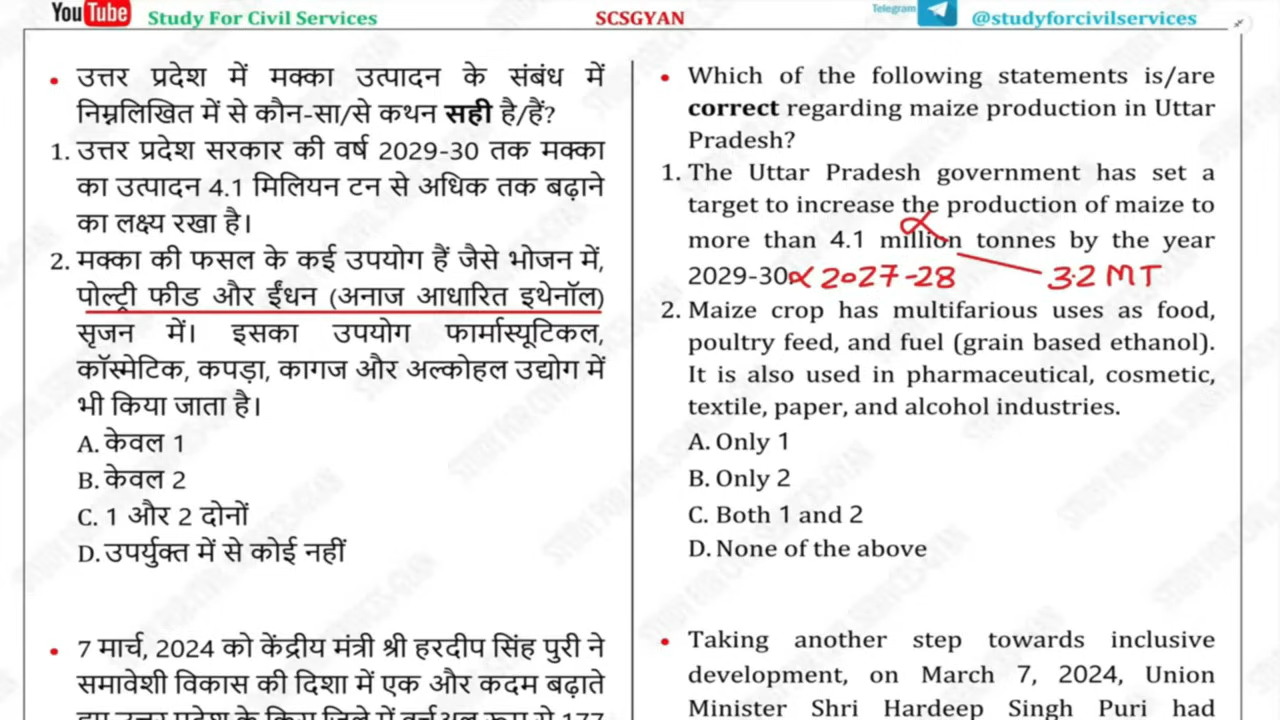 YouTube Study For Civil Services SCSGYAN Telegram @studyforcivilservices
• उत्तर प्रदेश में मक्का उत्पादन के संबंध में
निम्नलिखित में से कौन-सा/से कथन सही है/हैं?
1. उत्तर प्रदेश सरकार की वर्ष 2029-30 तक मक्का
का उत्पादन 4.1 मिलियन टन से अधिक तक बढ़ाने
का लक्ष्य रखा है।
2. मक्का की फसल के कई उपयोग हैं जैसे भोजन में,
पोल्ट्री फीड और ईंधन (अनाज आधारित इथेनॉल)
सृजन में। इसका उपयोग फार्मास्यूटिकल,
कॉस्मेटिक, कपड़ा, कागज और अल्कोहल उद्योग में
भी किया जाता है।
A. केवल 1
B. केवल 2
C. 1 और 2 दोनों
D. उपर्युक्त में से कोई नहीं
• 7 मार्च, 2024 को केंद्रीय मंत्री श्री हरदीप सिंह पुरी ने
समावेशी विकास की दिशा में एक और कदम बढ़ाते
• Which of the following statements is/are
correct regarding maize production in Uttar
Pradesh?
1. The Uttar Pradesh government has set a
target to increase the production of maize to
more than 4.1 million tonnes by the year
2029-30 2027-28 3.2 MT
2. Maize crop has multifarious uses as food,
poultry feed, and fuel (grain based ethanol).
It is also used in pharmaceutical, cosmetic,
textile, paper, and alcohol industries.
A. Only 1
B. Only 2
C. Both 1 and 2
D. None of the above
• Taking another step towards inclusive
development, on March 7, 2024, Union
Minister Shri Hardeep Singh Puri had